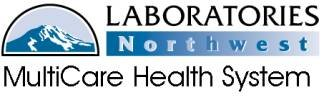 LABORATORIES
Northwest
MultiCare Health System